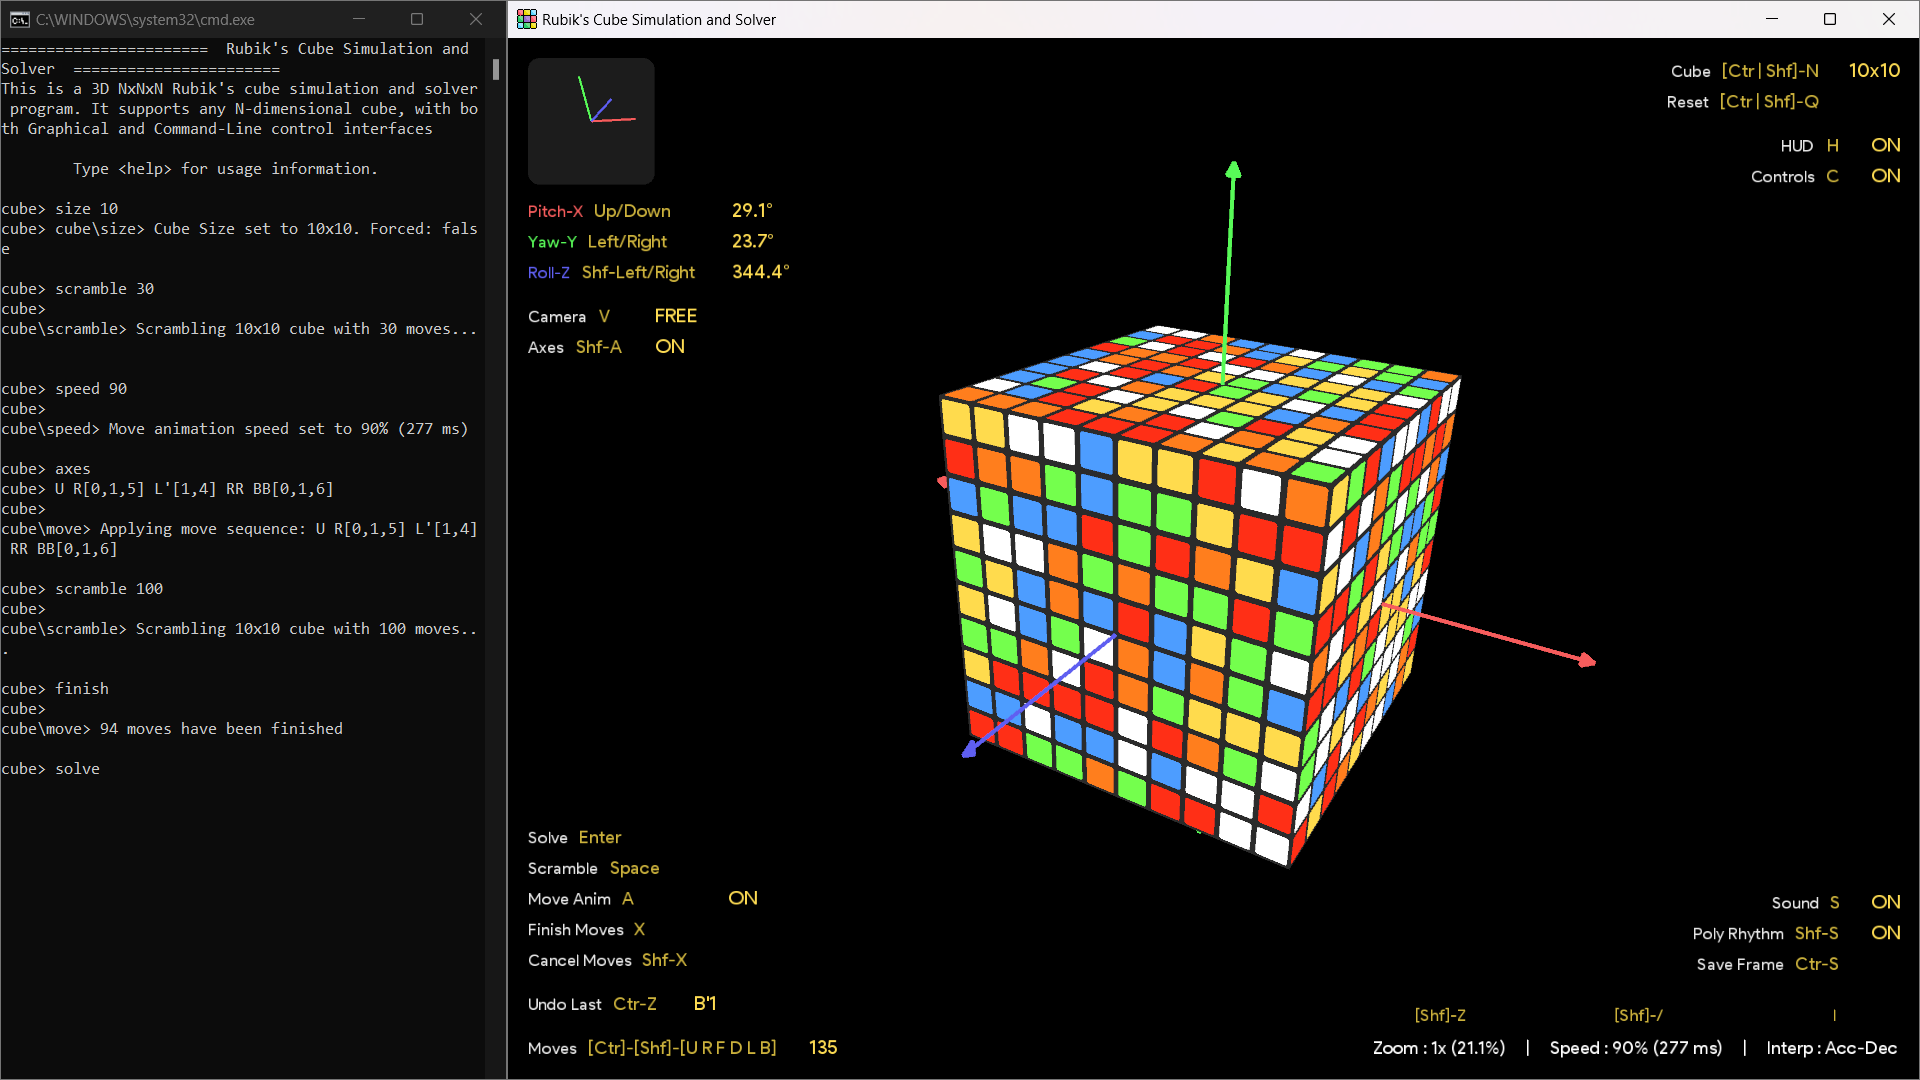 C:\WINDOWS\system32\cmd.exe
======================= Rubik's Cube Simulation and
Solver =======================
This is a 3D NxNxN Rubik's cube simulation and solver
program. It supports any N-dimensional cube, with bo
th Graphical and Command-Line control interfaces
Type <help> for usage information.
cube> size 10
cube> cube\size> Cube Size set to 10x10. Forced: fals
e
cube> scramble 30
cube>
cube\scramble> Scrambling 10x10 cube with 30 moves...
cube> speed 90
cube>
cube\speed> Move animation speed set to 90% (277 ms)
cube> axes
cube> U R[0,1,5] L'[1,4] RR BB[0,1,6]
cube>
cube\move> Applying move sequence: U R[0,1,5] L'[1,4]
RR BB[0,1,6]
cube> scramble 100
cube>
cube\scramble> Scrambling 10x10 cube with 100 moves..
.
cube> finish
cube>
cube\move> 94 moves have been finished
cube> solve
Rubik's Cube Simulation and Solver
Pitch-X Up/Down 29.1°
Yaw-Y Left/Right 23.7°
Roll-Z Shf-Left/Right 344.4°
Camera V FREE
Axes Shf-A ON
Cube [Ctr|Shf]-N 10x10
Reset [Ctr|Shf]-Q
HUD H ON
Controls C ON
Solve Enter
Scramble Space
Move Anim A ON
Finish Moves X
Cancel Moves Shf-X
Undo Last Ctr-Z B'1
Moves [Ctr]-[Shf]-[U R F D L B] 135
Sound S ON
Poly Rhythm Shf-S ON
Save Frame Ctr-S
[Shf]-Z [Shf]-/ I
Zoom : 1x (21.1%) | Speed : 90% (277 ms) | Interp : Acc-Dec